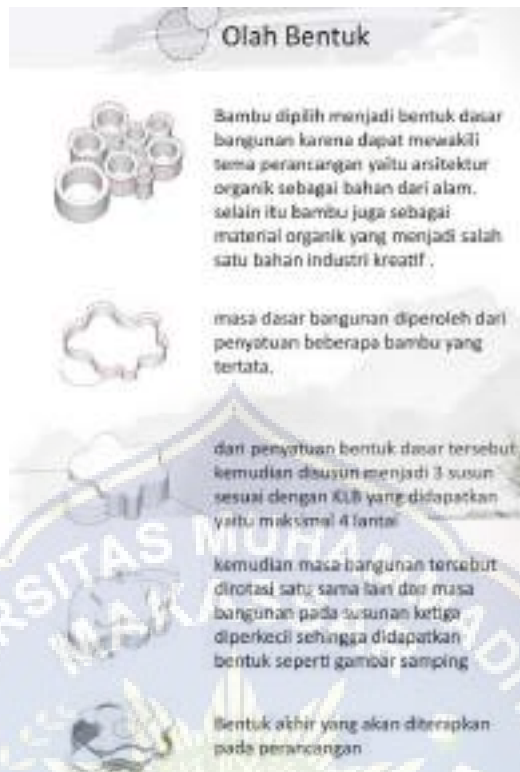 Olah Bentuk
Bambu dipilih menjadi bentuk dasar
bangunan karena dapat mewakili
tema perancangan yaitu arsitektur
organik sebagai bahan dari alam.
selain itu bambu juga sebagai
material organik yang menjadi salah
satu bahan industri kreatif .
masa dasar bangunan diperoleh dari
penyatuan beberapa bambu yang
tertata.
dari penyatuan bentuk dasar tersebut
kemudian disusun menjadi 3 susun
sesuai dengan KLB yang didapatkan
yaitu maksimal 4 lantai
kemudian masa bangunan tercebut
dirotasi satu sama lain dan masa
bangunan pada susunan ketiga
diperkecil sehingga didapatkan
bentuk seperti gambar samping
Bentuk akhir yang akan diterapkan
pada perancangan
SITAS MUHA
MAKA